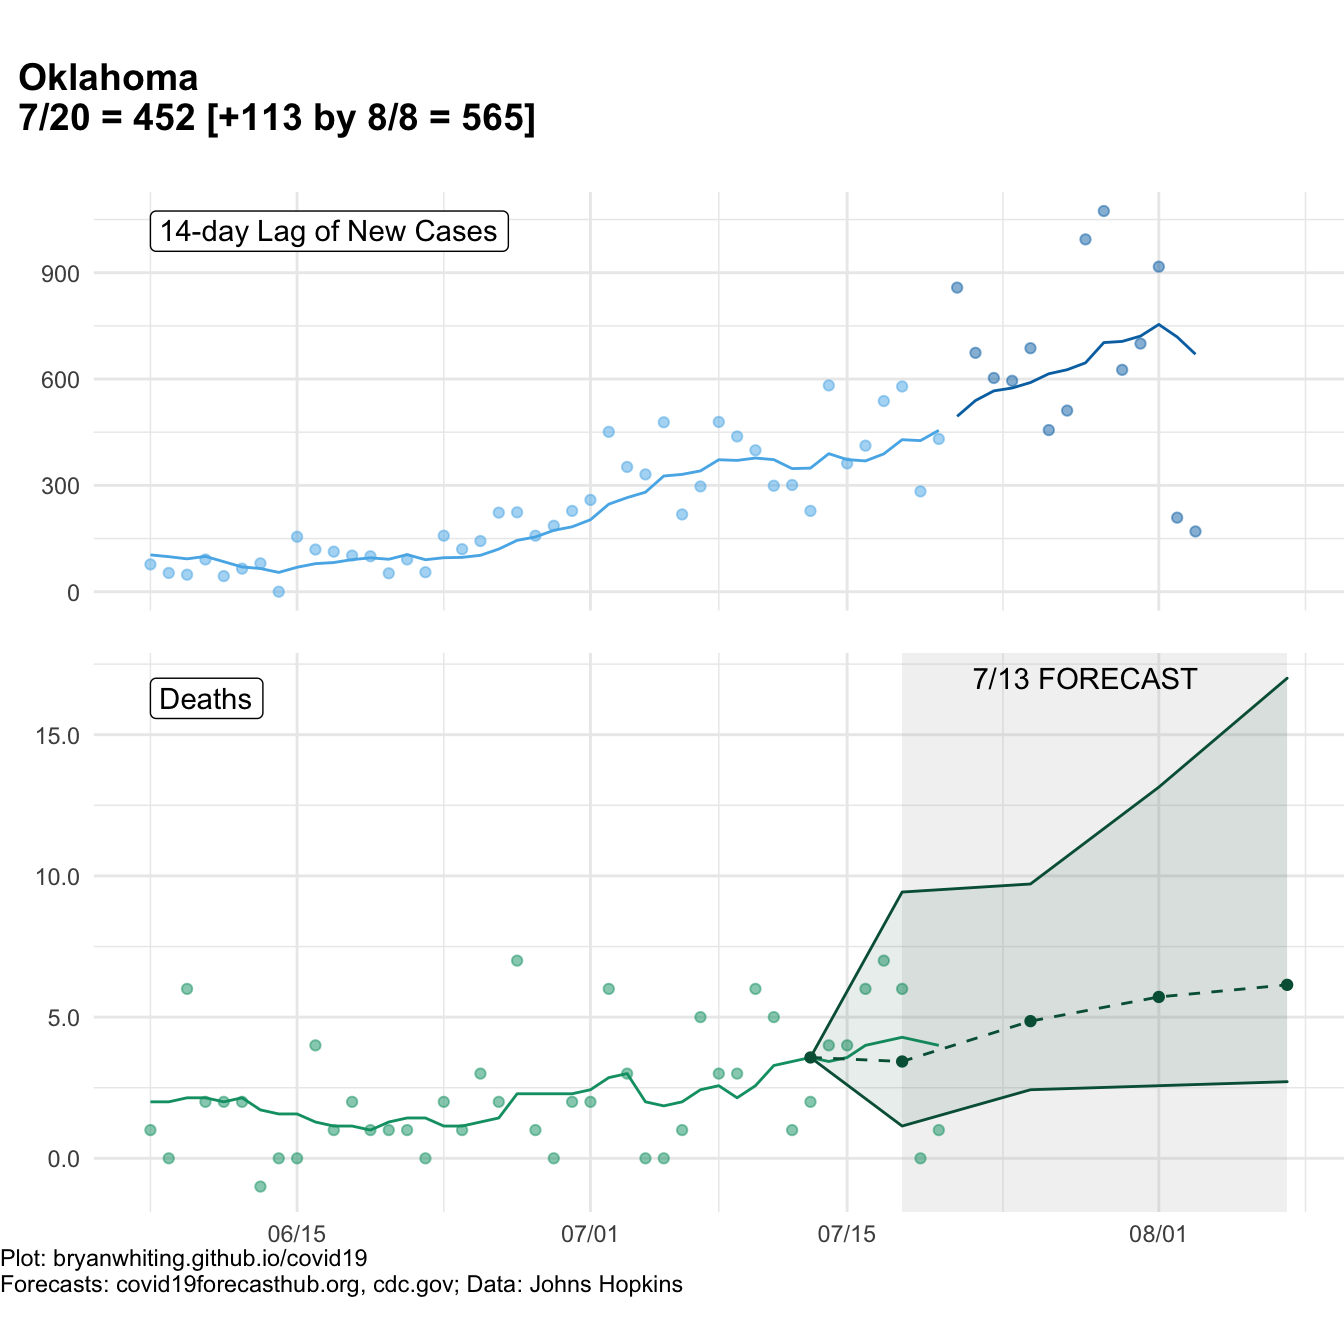 Oklahoma
7/20 = 452 [+113 by 8/8 = 565]
14-day Lag of New Cases
900
600
300
0
7/13 FORECAST
Deaths
15.0
10.0
5.0
0.0
06/15 07/01 07/15 08/01
Plot: bryanwhiting.github.io/covid19
Forecasts: covid19forecasthub.org, cdc.gov; Data: Johns Hopkins